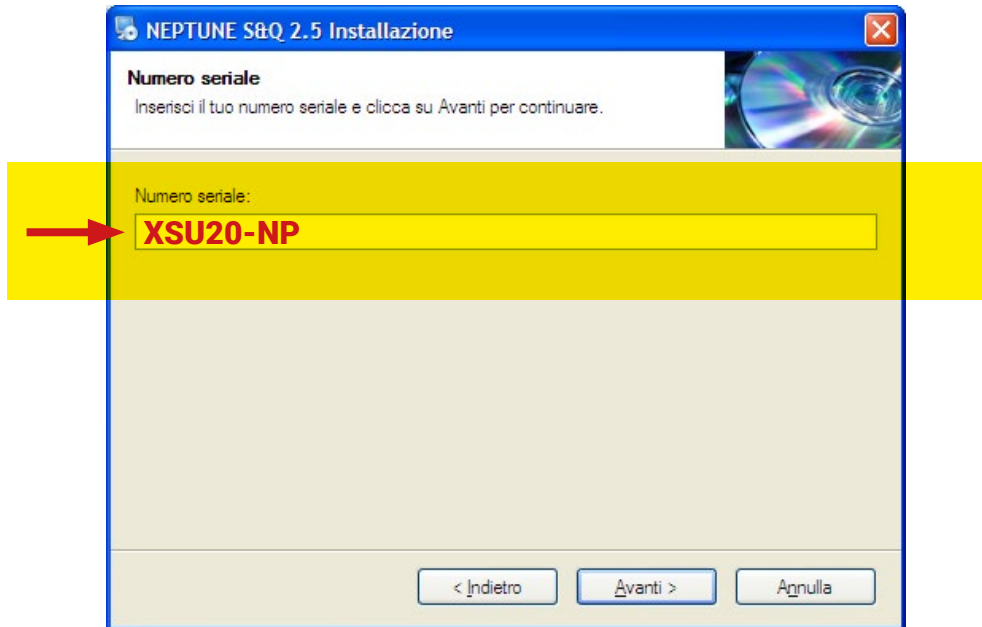 NEPTUNE S&Q 2.5 Installazione
Numero seriale
Inserisci il tuo numero seriale e clicca su Avanti per continuare.
Numero seriale:
XSU20-NP
< Indietro
Avanti >
Annulla